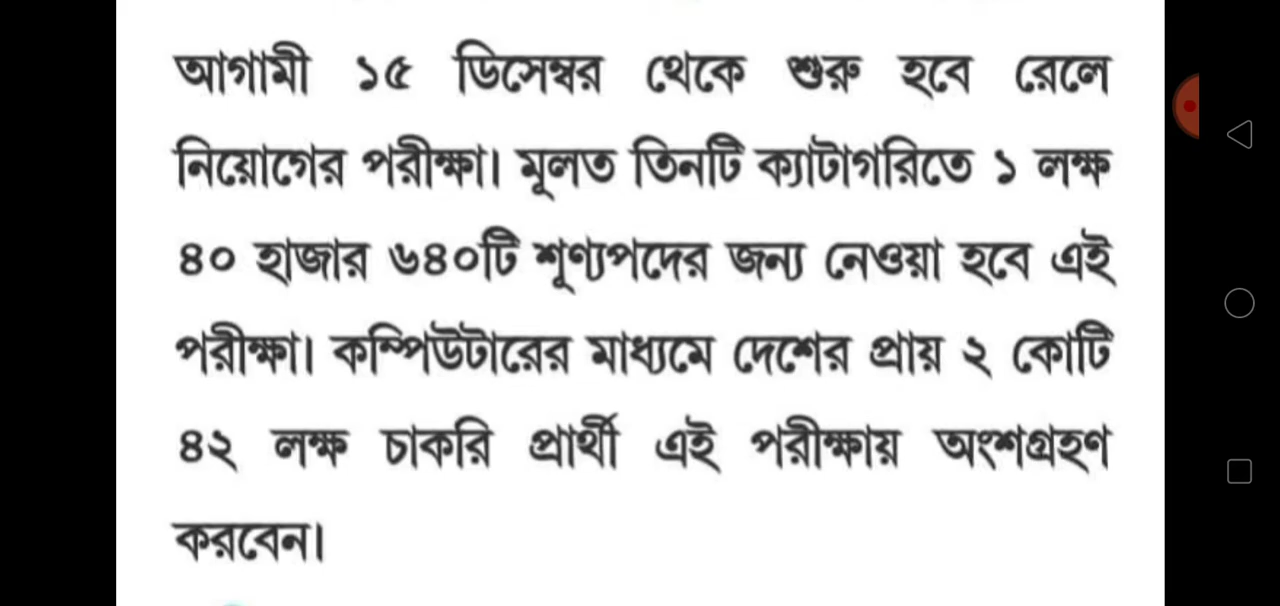 আগামী ১৫ ডিসেম্বর থেকে শুরু হবে রেলে
নিয়োগের পরীক্ষা। মূলত তিনটি ক্যাটাগরিতে ১ লক্ষ
৪০ হাজার ৬৪০টি শূণ্যপদের জন্য নেওয়া হবে এই
পরীক্ষা। কম্পিউটারের মাধ্যমে দেশের প্রায় ২ কোটি
৪২ লক্ষ চাকরি প্রার্থী এই পরীক্ষায় অংশগ্রহণ
করবেন।